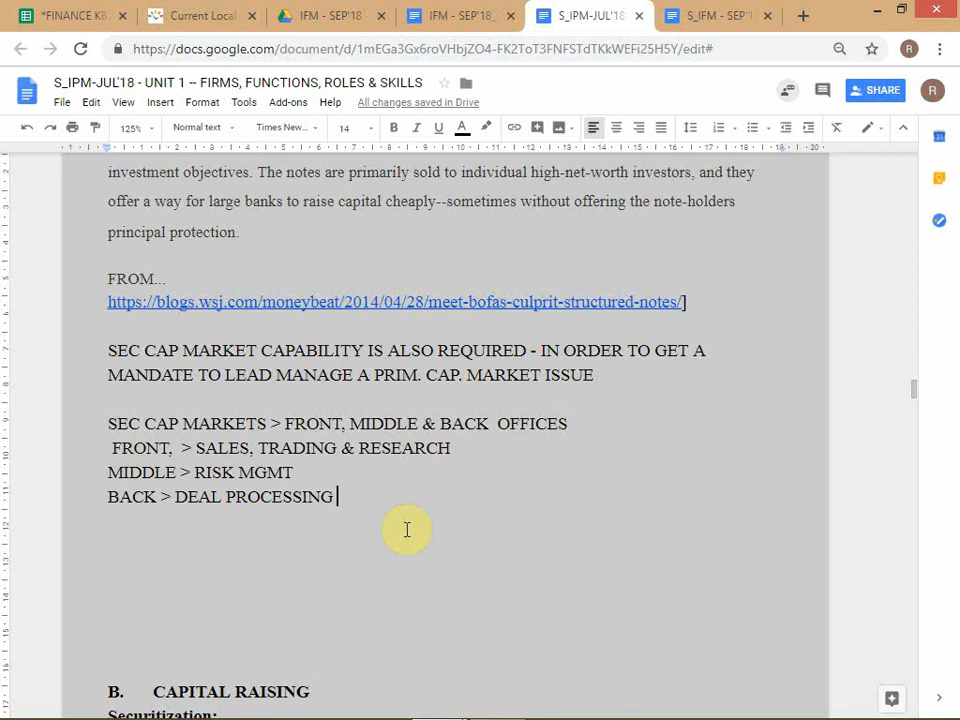 *FINANCE KB
Current Local
IFM - SEP'18
IFM - SEP'18
S_IPM-JUL'18
S_IFM - SEP'1
https://docs.google.com/document/d/1mEGa3Gx6roVHbjZO4-FK2ToT3FNFSTdTKkWEFi25H5Y/edit#
R
S_IPM-JUL'18 - UNIT 1 -- FIRMS, FUNCTIONS, ROLES & SKILLS
SHARE
R
File Edit View Insert Format Tools Add-ons Help All changes saved in Drive
125% Normal text Times New... 14 B I U A
investment objectives. The notes are primarily sold to individual high-net-worth investors, and they
offer a way for large banks to raise capital cheaply--sometimes without offering the note-holders
principal protection.
FROM...
https://blogs.wsj.com/moneybeat/2014/04/28/meet-bofas-culprit-structured-notes/]
SEC CAP MARKET CAPABILITY IS ALSO REQUIRED - IN ORDER TO GET A
MANDATE TO LEAD MANAGE A PRIM. CAP. MARKET ISSUE
SEC CAP MARKETS > FRONT, MIDDLE & BACK OFFICES
FRONT, > SALES, TRADING & RESEARCH
MIDDLE > RISK MGMT
BACK > DEAL PROCESSING
B. CAPITAL RAISING
Securitization: